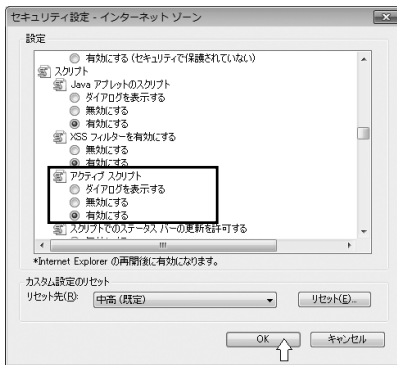 セキュリティ設定 - インターネット ゾーン
設定
有効にする (セキュリティで保護されていない)
スクリプト
Java アプレットのスクリプト
ダイアログを表示する
無効にする
有効にする
XSS フィルターを有効にする
無効にする
有効にする
アクティブ スクリプト
ダイアログを表示する
無効にする
有効にする
スクリプトでのステータス バーの更新を許可する
*Internet Explorer の再開後に有効になります。
カスタム設定のリセット
リセット先(R): 中高 (既定) リセット(E)...
OK キャンセル